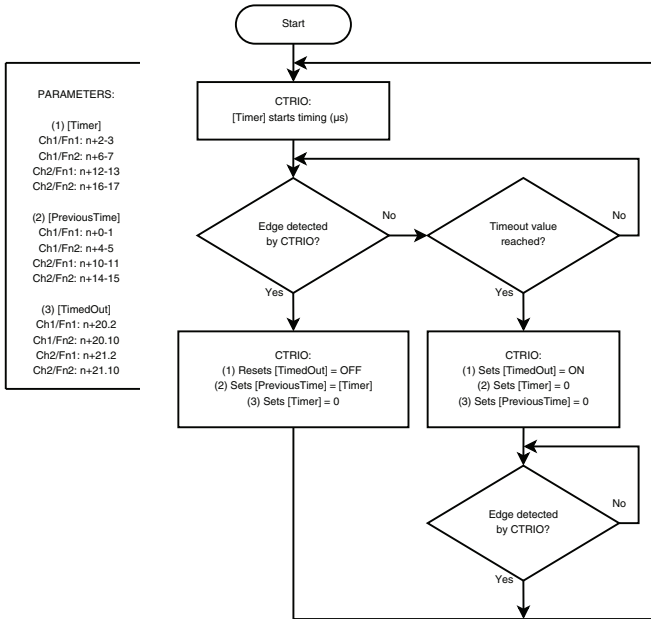 Start
PARAMETERS:
(1) [Timer]
Ch1/Fn1: n+2-3
Ch1/Fn2: n+6-7
Ch2/Fn1: n+12-13
Ch2/Fn2: n+16-17
(2) [PreviousTime]
Ch1/Fn1: n+0-1
Ch1/Fn2: n+4-5
Ch2/Fn1: n+10-11
Ch2/Fn2: n+14-15
(3) [TimedOut]
Ch1/Fn1: n+20.2
Ch1/Fn2: n+20.10
Ch2/Fn1: n+21.2
Ch2/Fn2: n+21.10
CTRIO:
[Timer] starts timing (µs)
Edge detected
by CTRIO?
No
Yes
Timeout value
reached?
No
Yes
CTRIO:
(1) Resets [TimedOut] = OFF
(2) Sets [PreviousTime] = [Timer]
(3) Sets [Timer] = 0
CTRIO:
(1) Sets [TimedOut] = ON
(2) Sets [Timer] = 0
(3) Sets [PreviousTime] = 0
Edge detected
by CTRIO?
No
Yes